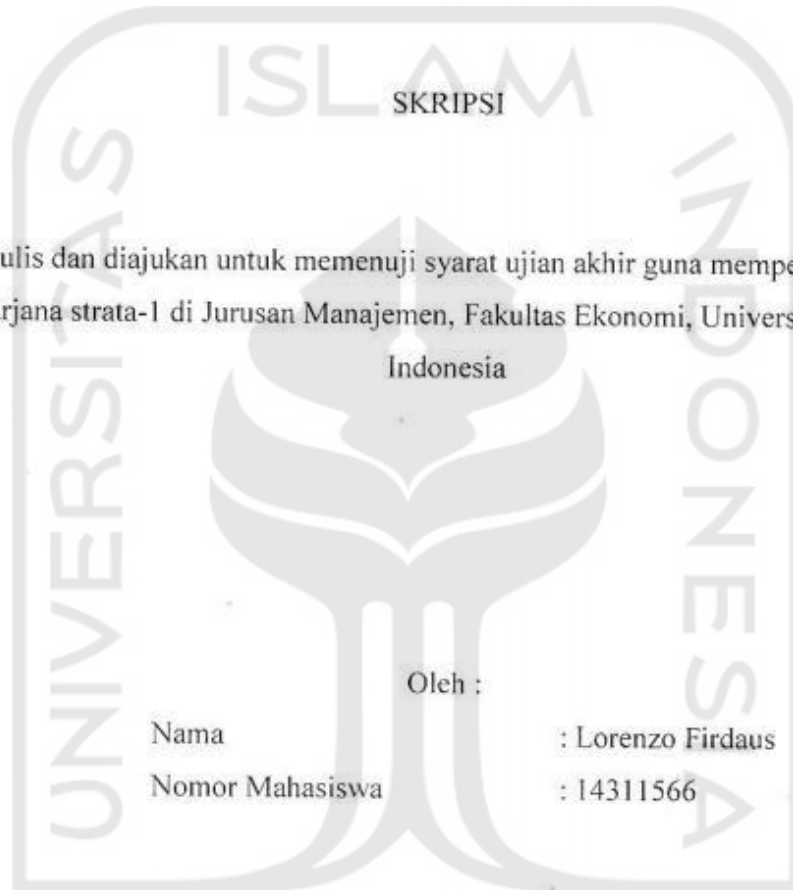 ISLAM
UNIVERSITAS
INDONESIA
SKRIPSI
ulis dan diajukan untuk memenuji syarat ujian akhir guna mempe
rjana strata-1 di Jurusan Manajemen, Fakultas Ekonomi, Univers
Indonesia
Oleh :
Nama : Lorenzo Firdaus
Nomor Mahasiswa : 14311566